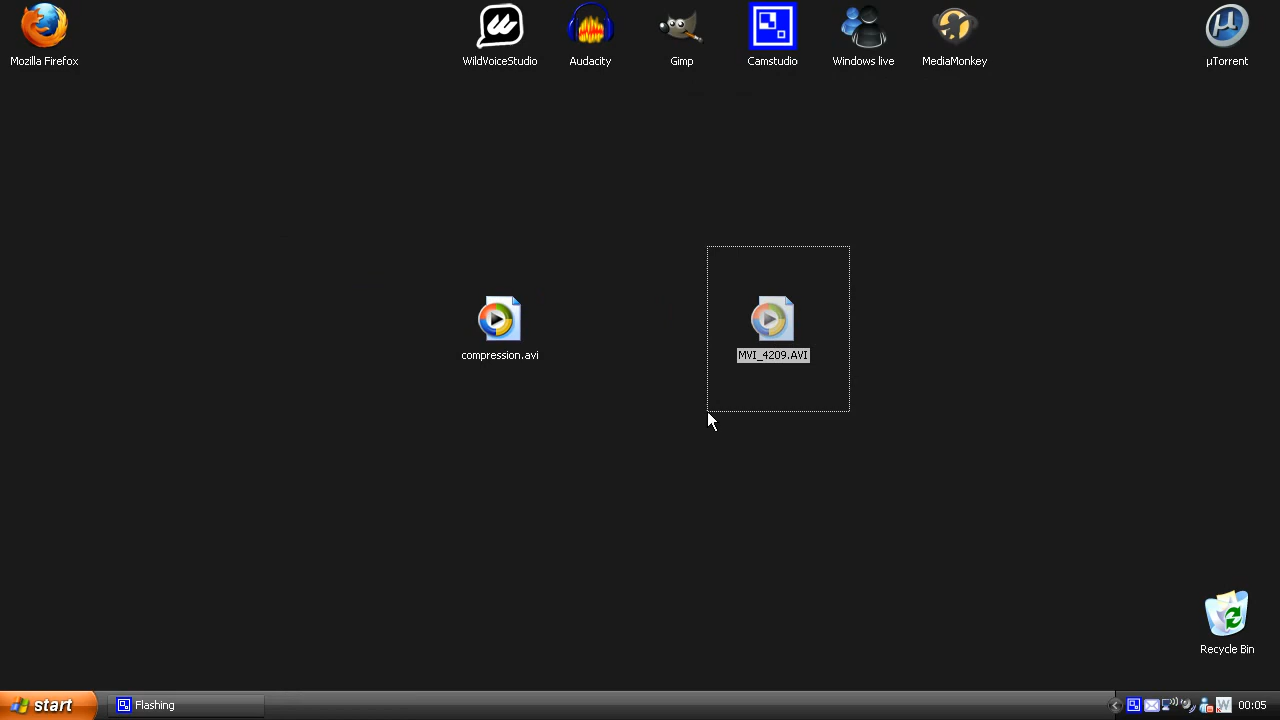 Mozilla Firefox
WildVoiceStudio
Audacity
Gimp
Camstudio
Windows live
MediaMonkey
µTorrent
compression.avi
MVI_4209.AVI
Recycle Bin
start
Flashing
00:05